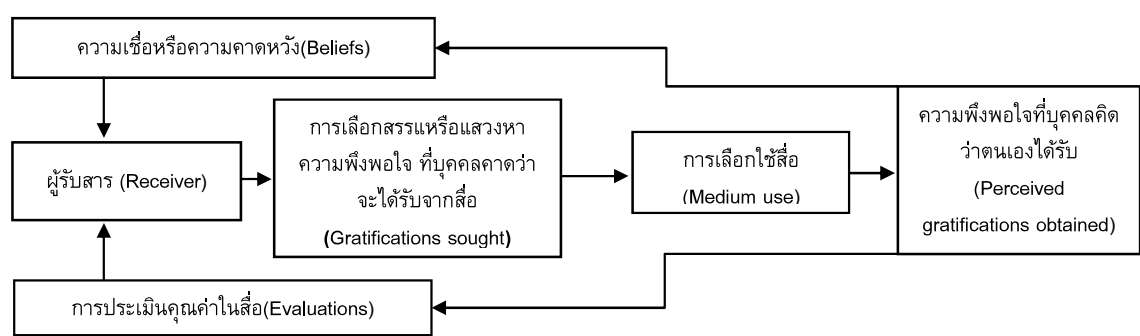 ความเชื่อหรือความคาดหวัง(Beliefs)
ผู้รับสาร (Receiver)
การเลือกสรรแหรือแสวงหา
ความพึงพอใจ ที่บุคคลคาดว่า
จะได้รับจากสื่อ
(Gratifications sought)
การเลือกใช้สื่อ
(Medium use)
ความพึงพอใจที่บุคคลคิด
ว่าตนเองได้รับ
(Perceived
gratifications obtained)
การประเมินคุณค่าในสื่อ(Evaluations)